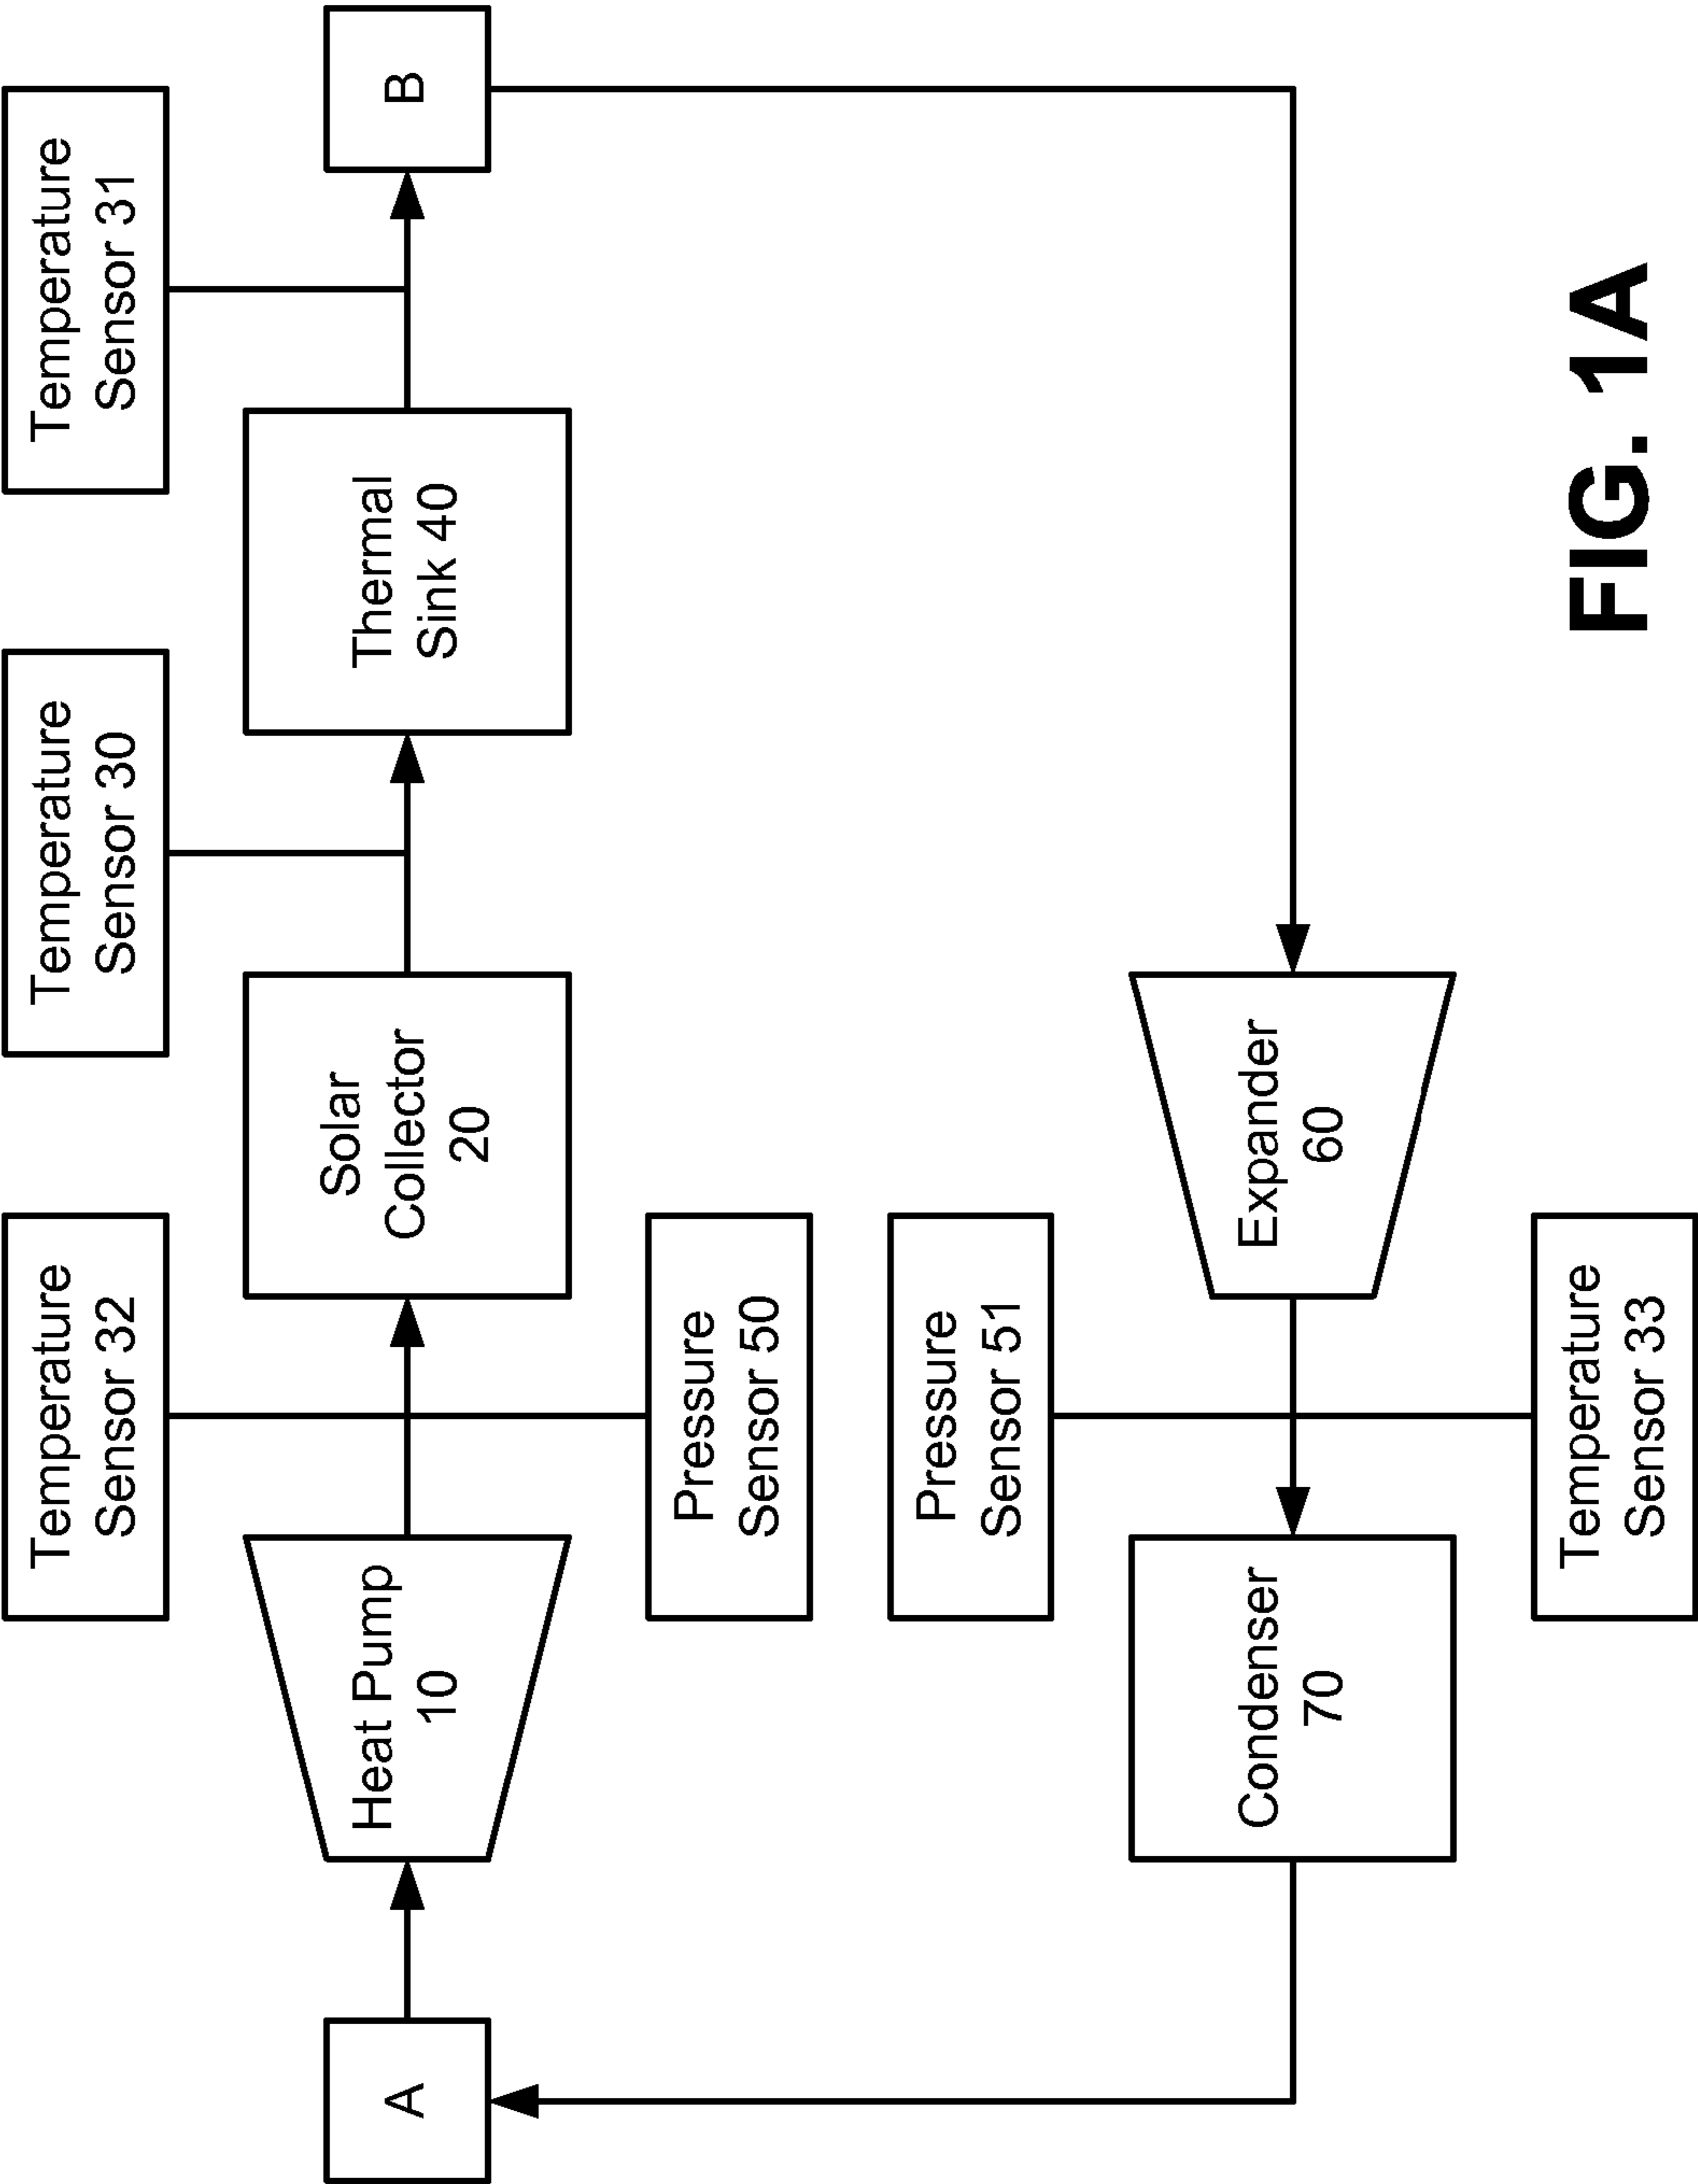 Temperature
Sensor 32
Temperature
Sensor 30
Temperature
Sensor 31
A
Heat Pump
10
Solar
Collector
20
Thermal
Sink 40
B
Pressure
Sensor 50
Pressure
Sensor 51
Condenser
70
Expander
60
Temperature
Sensor 33
FIG. 1A